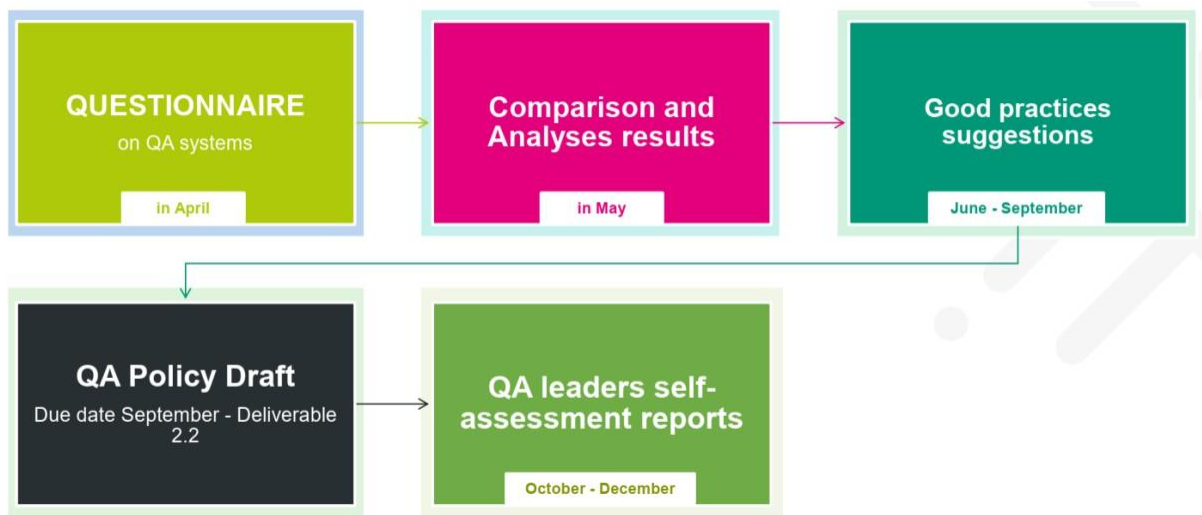 QUESTIONNAIRE
on QA systems
in April
Comparison and
Analyses results
in May
Good practices
suggestions
June - September
QA Policy Draft
Due date September - Deliverable
2.2
QA leaders self-
assessment reports
October - December